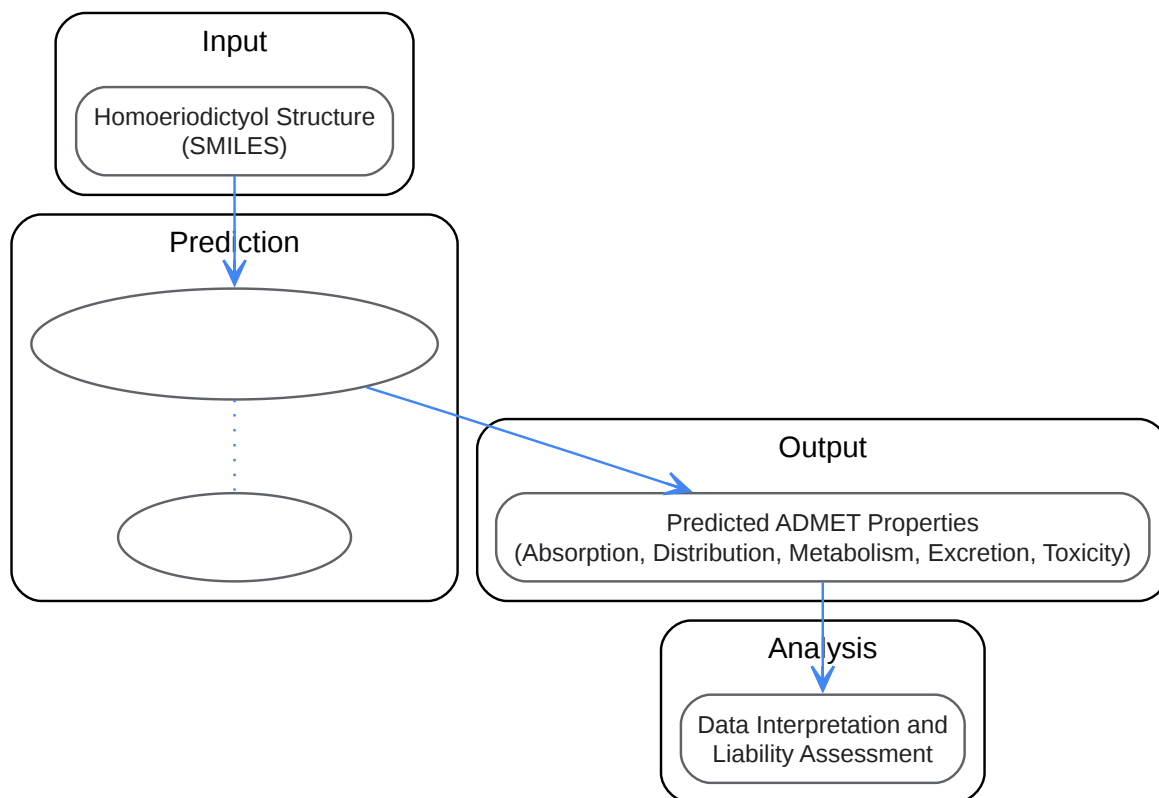 Input
Homoeriodictyol Structure
(SMILES)
Prediction
Output
Predicted ADMET Properties
(Absorption, Distribution, Metabolism, Excretion, Toxicity)
Analysis
Data Interpretation and
Liability Assessment